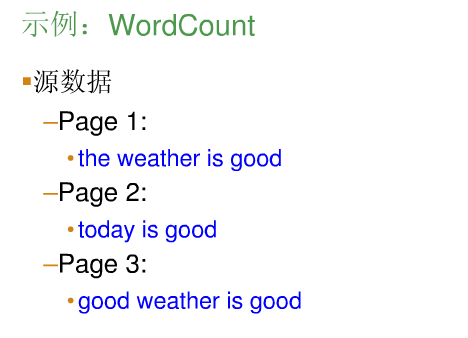 示例：WordCount
▪源数据
–Page 1:
•the weather is good
–Page 2:
•today is good
–Page 3:
•good weather is good